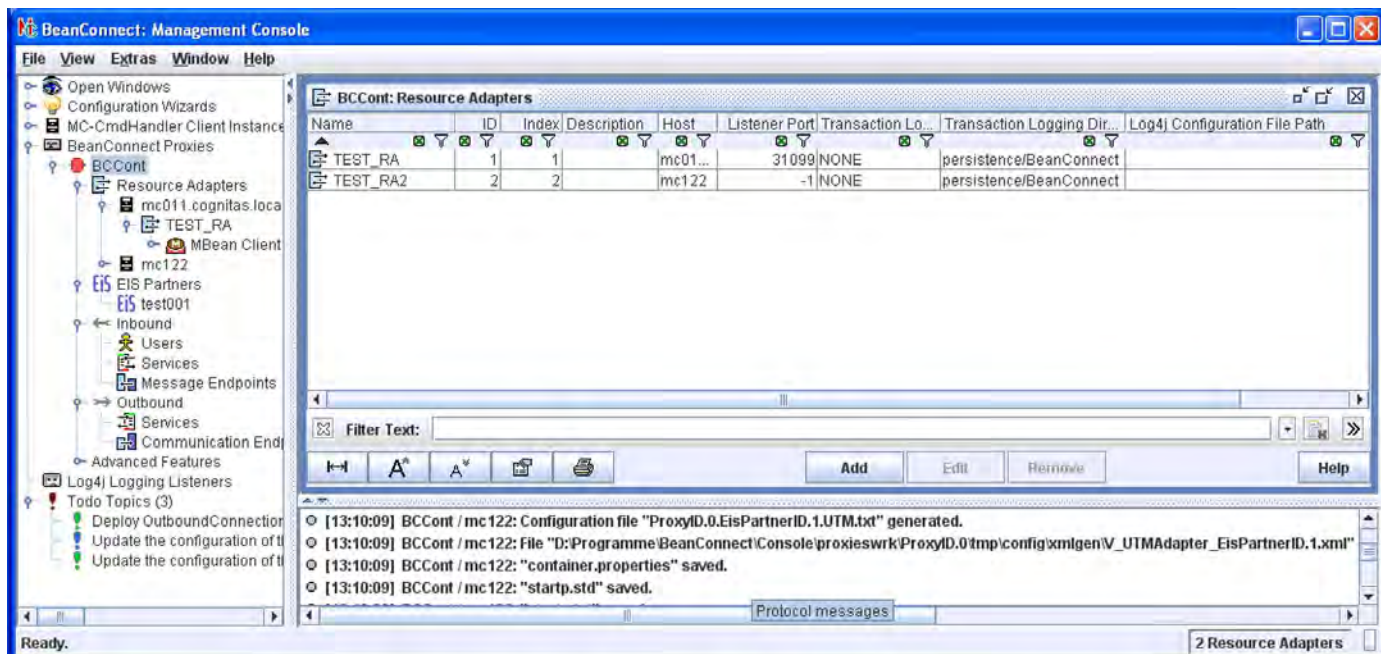 BeanConnect: Management Console
File View Extras Window Help
Open Windows
Configuration Wizards
MC-CmdHandler Client Instance
BeanConnect Proxies
BCCont
Resource Adapters
mc011.cognitas.loca
TEST_RA
MBean Client
mc122
EIS Partners
test001
Inbound
Users
Services
Message Endpoints
Outbound
Services
Communication Endp
Advanced Features
Log4j Logging Listeners
Todo Topics (3)
Deploy OutboundConnection
Update the configuration of
Update the configuration of
BCCont: Resource Adapters
Name ID Index Description Host Listener Port Transaction Lo... Transaction Logging Dir... Log4j Configuration File Path
TEST_RA 1 1 mc01... 31099 NONE persistence/BeanConnect
TEST_RA2 2 2 mc122 -1 NONE persistence/BeanConnect
Filter Text:
Add Edit Remove Help
[13:10:09] BCCont / mc122: Configuration file "ProxyID.0.EisPartnerID.1.UTM.txt" generated.
[13:10:09] BCCont / mc122: File "D:\Programme\BeanConnect\Console\proxieswrk\ProxyID.0\tmp\config\xmlgen\V_UTMAdapter_EisPartnerID.1.xml"
[13:10:09] BCCont / mc122: "container.properties" saved.
[13:10:09] BCCont / mc122: "startp.std" saved.
Protocol messages
Ready.
2 Resource Adapters